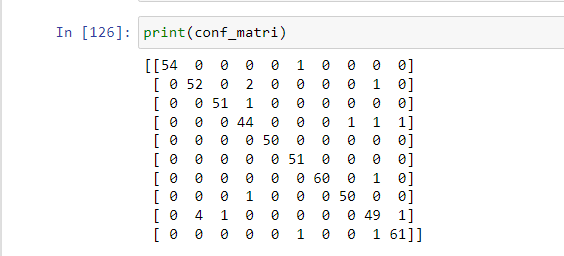 In [126]: print(conf_matri)
[[54  0  0  0  0  1  0  0  0  0]
 [ 0 52  0  2  0  0  0  0  1  0]
 [ 0  0 51  1  0  0  0  0  0  0]
 [ 0  0  0 44  0  0  0  1  1  1]
 [ 0  0  0  0 50  0  0  0  0  0]
 [ 0  0  0  0  0 51  0  0  0  0]
 [ 0  0  0  0  0  0 60  0  1  0]
 [ 0  0  0  1  0  0  0 50  0  0]
 [ 0  4  1  0  0  0  0  0 49  1]
 [ 0  0  0  0  0  1  0  0  1 61]]